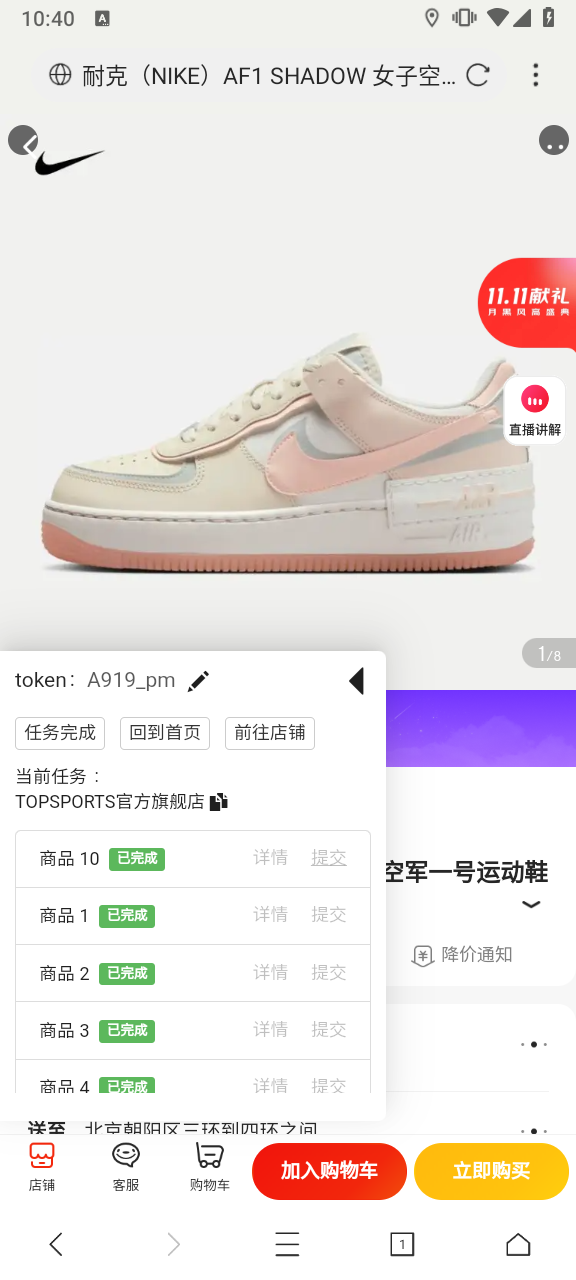 10:40
A
耐克（NIKE）AF1 SHADOW 女子空...
11.11献礼
月黑风高盛典
直播讲解
AIR
1/8
token： A919_pm
任务完成 回到首页 前往店铺
当前任务：
TOPSPORTS官方旗舰店
商品 10 已完成 详情 提交
空军一号运动鞋
商品 1 已完成 详情 提交
降价通知
商品 2 已完成 详情 提交
商品 3 已完成 详情 提交
商品 4 已完成 详情 提交
送至 北京朝阳区三环到四环之间
店铺 客服 购物车 加入购物车 立即购买
1